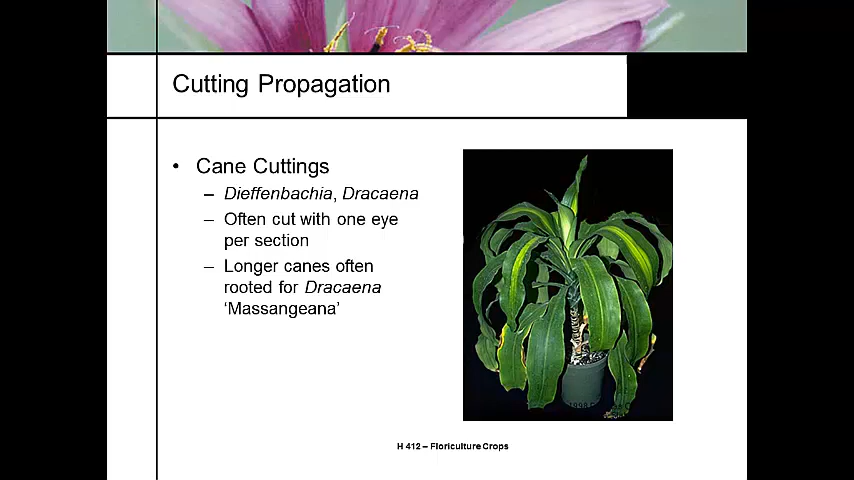 Cutting Propagation
• Cane Cuttings
– Dieffenbachia, Dracaena
– Often cut with one eye
per section
– Longer canes often
rooted for Dracaena
‘Massangeana’
H 412 – Floriculture Crops